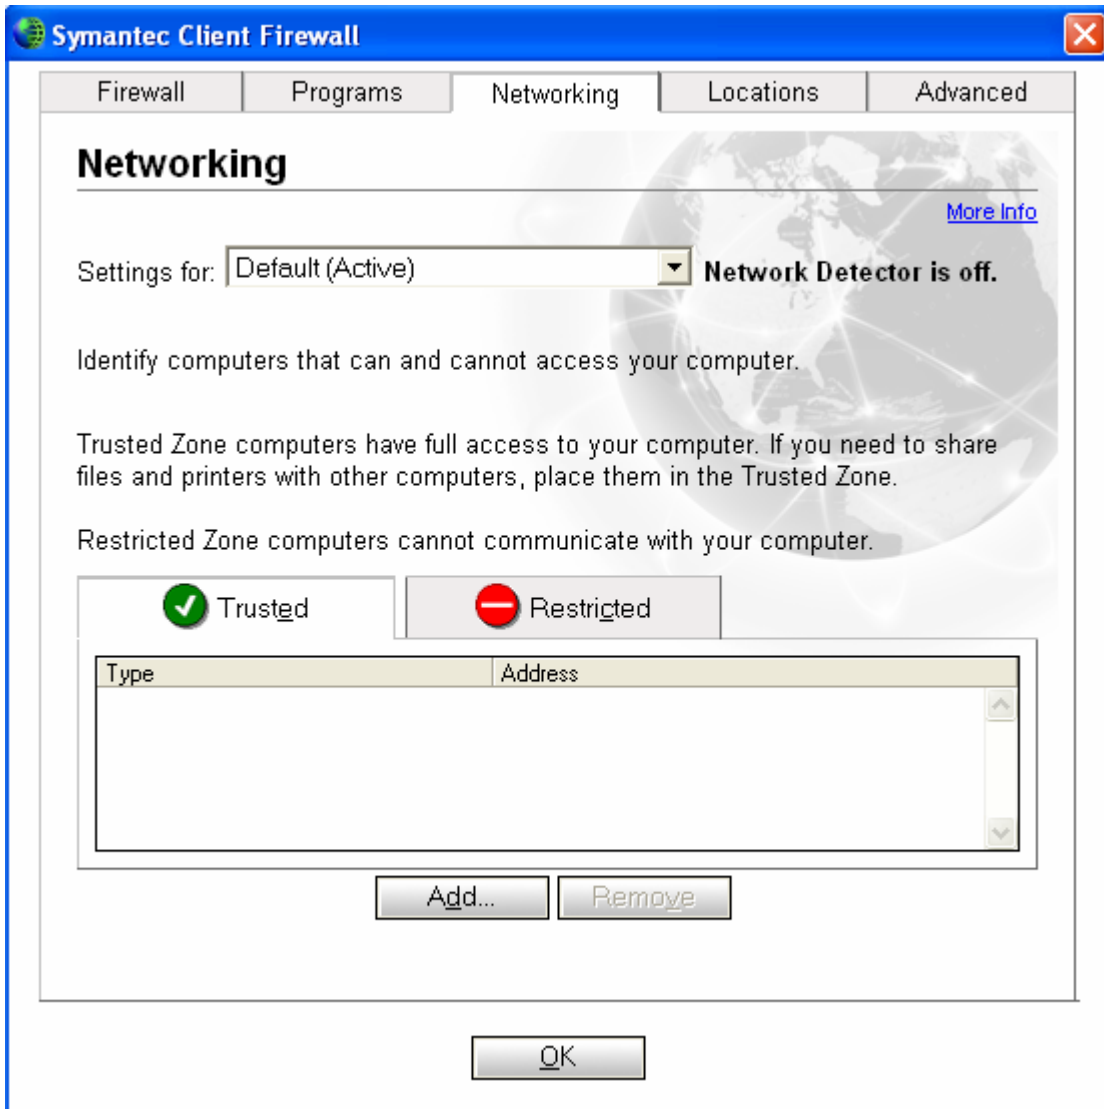 Symantec Client Firewall
Firewall Programs Networking Locations Advanced
Networking
More Info
Settings for: Default (Active) Network Detector is off.
Identify computers that can and cannot access your computer.
Trusted Zone computers have full access to your computer. If you need to share
files and printers with other computers, place them in the Trusted Zone.
Restricted Zone computers cannot communicate with your computer.
Trusted Restricted
Type Address
Add... Remove
OK